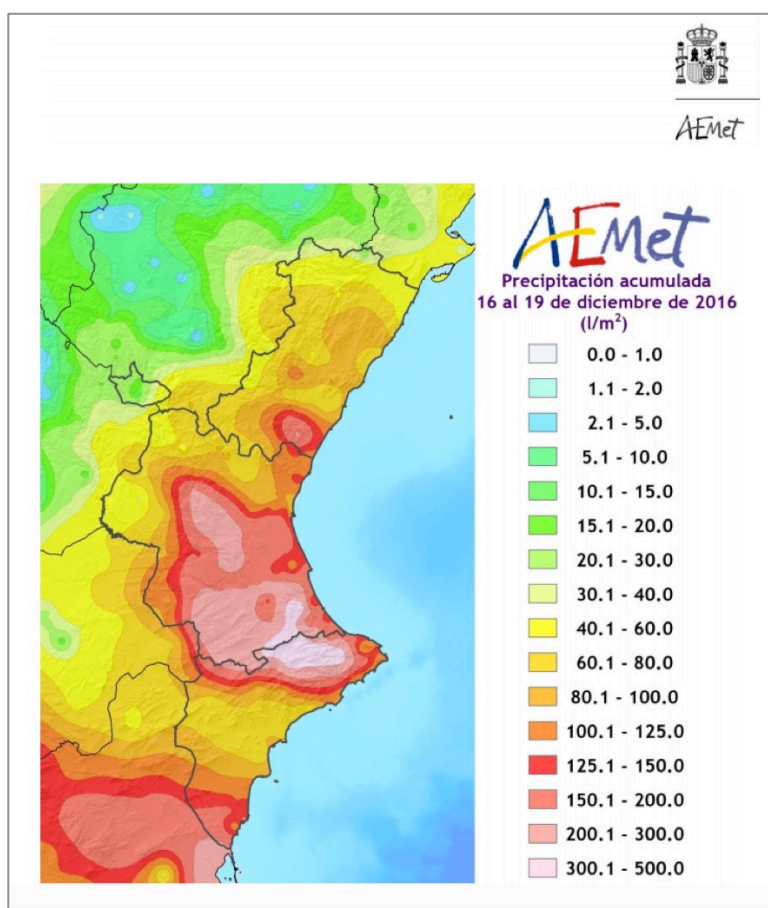 AEMet
AEMet
Precipitación acumulada
16 al 19 de diciembre de 2016
(l/m²)
0.0 - 1.0
1.1 - 2.0
2.1 - 5.0
5.1 - 10.0
10.1 - 15.0
15.1 - 20.0
20.1 - 30.0
30.1 - 40.0
40.1 - 60.0
60.1 - 80.0
80.1 - 100.0
100.1 - 125.0
125.1 - 150.0
150.1 - 200.0
200.1 - 300.0
300.1 - 500.0